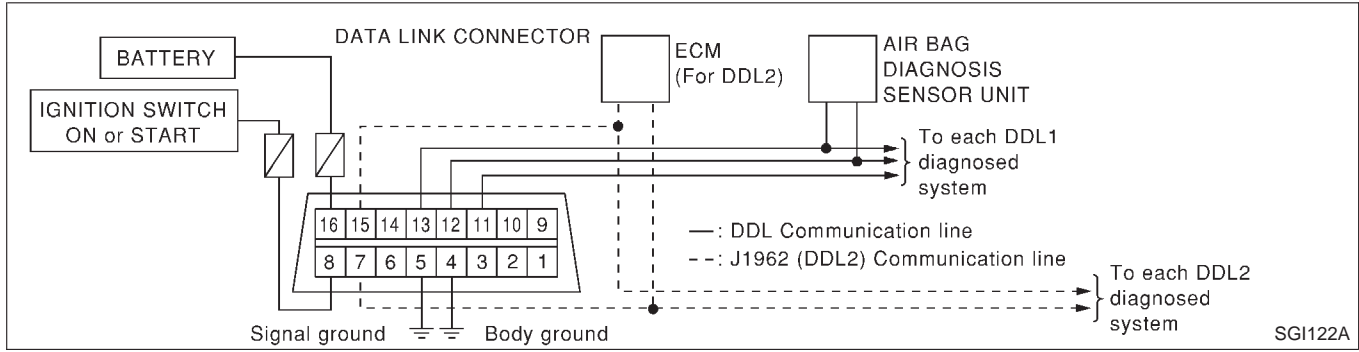 DATA LINK CONNECTOR
BATTERY
IGNITION SWITCH
ON or START
ECM
(For DDL2)
AIR BAG
DIAGNOSIS
SENSOR UNIT
To each DDL1
diagnosed
system
16 15 14 13 12 11 10 9
8 7 6 5 4 3 2 1
— : DDL Communication line
-- : J1962 (DDL2) Communication line
To each DDL2
diagnosed
system
Signal ground
Body ground
SGI122A